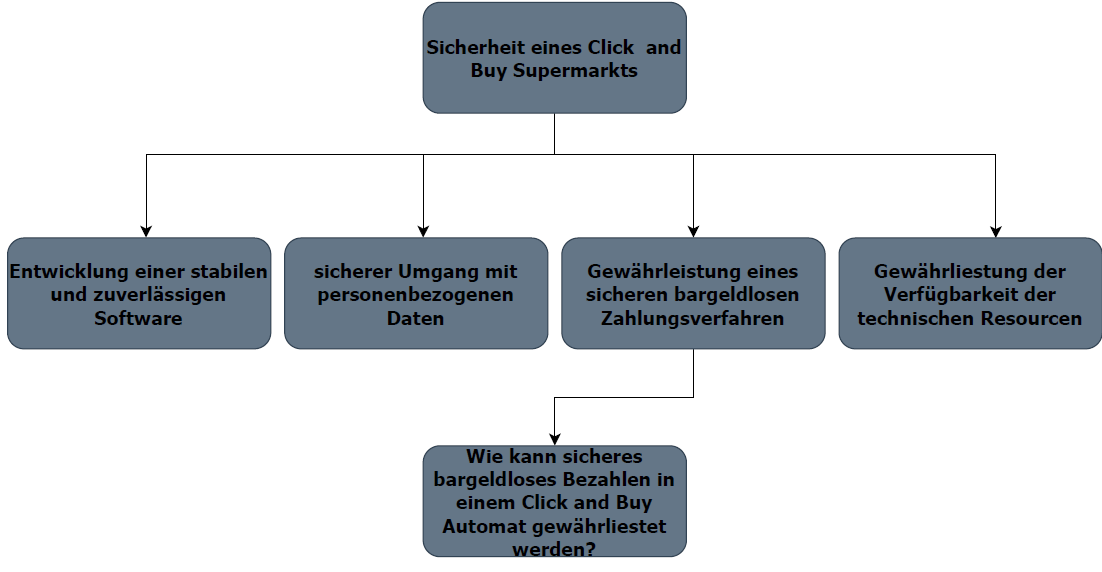 Sicherheit eines Click  and
Buy Supermarkts
Entwicklung einer stabilen
und zuverlässigen
Software
sicherer Umgang mit
personenbezogenen
Daten
Gewährleistung eines
sicheren bargeldlosen
Zahlungsverfahren
Gewährliestung der
Verfügbarkeit der
technischen Resourcen
Wie kann sicheres
bargeldloses Bezahlen in
einem Click and Buy
Automat gewährliestet
werden?